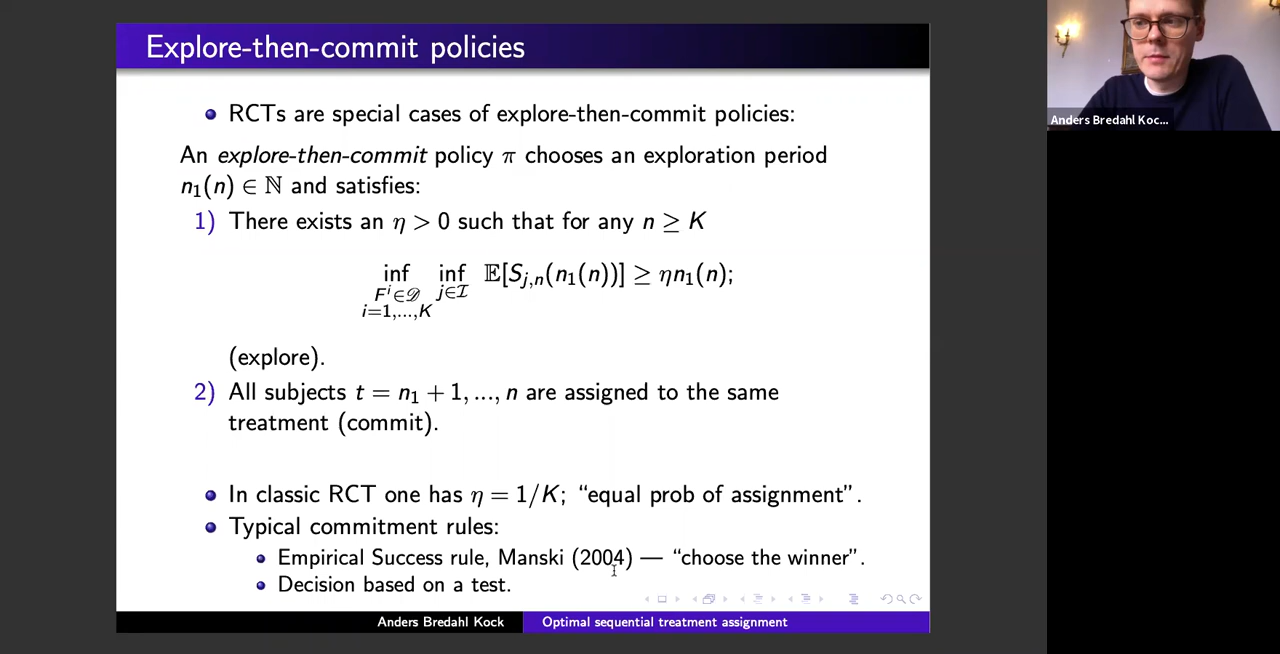 Explore-then-commit policies
RCTs are special cases of explore-then-commit policies:
An explore-then-commit policy π chooses an exploration period
n₁(n) ∈ ℕ and satisfies:
1) There exists an η > 0 such that for any n ≥ K
inf inf 𝔼[S_{j,n}(n₁(n))] ≥ ηn₁(n);
Fⁱ∈𝒟 j∈ℐ
i=1,...,K
(explore).
2) All subjects t = n₁ + 1, ..., n are assigned to the same
treatment (commit).
In classic RCT one has η = 1/K; “equal prob of assignment”.
Typical commitment rules:
Empirical Success rule, Manski (2004) — “choose the winner”.
Decision based on a test.
Anders Bredahl Kock Optimal sequential treatment assignment
Anders Bredahl Koc...